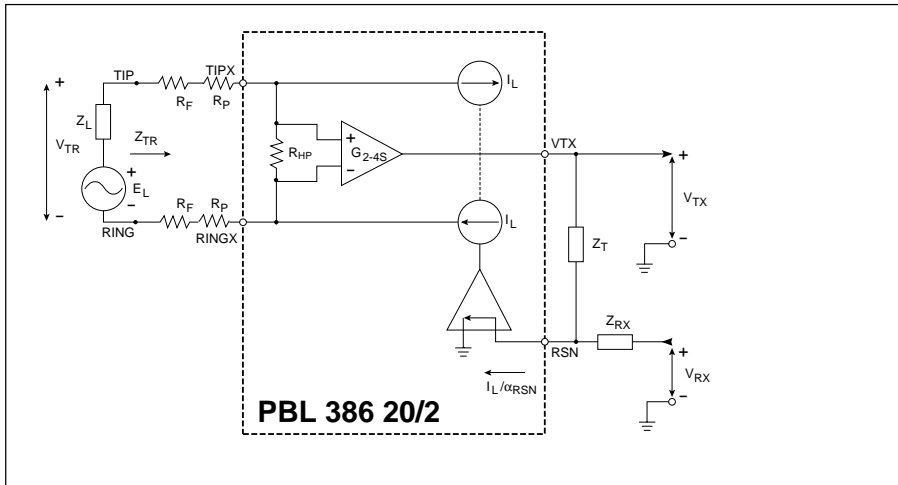 TIP
TIPX
R_F
R_P
I_L
+
Z_L
V_TR
Z_TR
R_HP
+
G_2-4S
−
VTX
+
V_TX
−
+
E_L
−
−
RING
R_F
R_P
RINGX
I_L
Z_T
Z_RX
RSN
+
V_RX
−
I_L/α_RSN
PBL 386 20/2